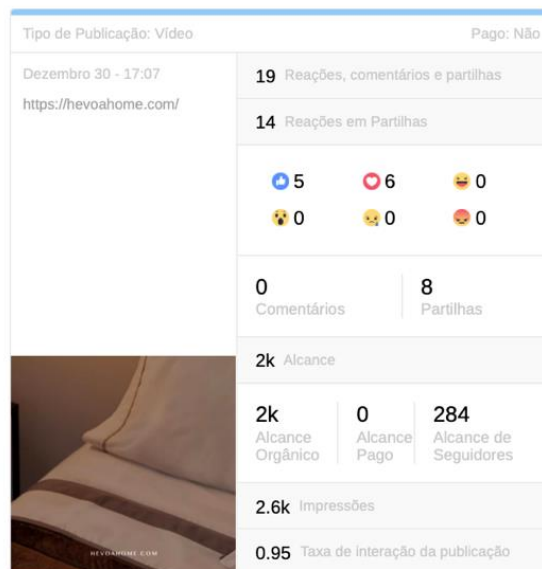 Tipo de Publicação: Vídeo
Pago: Não
Dezembro 30 - 17:07
https://hevoahome.com/
19 Reações, comentários e partilhas
14 Reações em Partilhas
5 6 0
0 0 0
0 8
Comentários Partilhas
2k Alcance
2k 0 284
Alcance Alcance Alcance de
Orgânico Pago Seguidores
2.6k Impressões
0.95 Taxa de interação da publicação
HEVOAHOME.COM